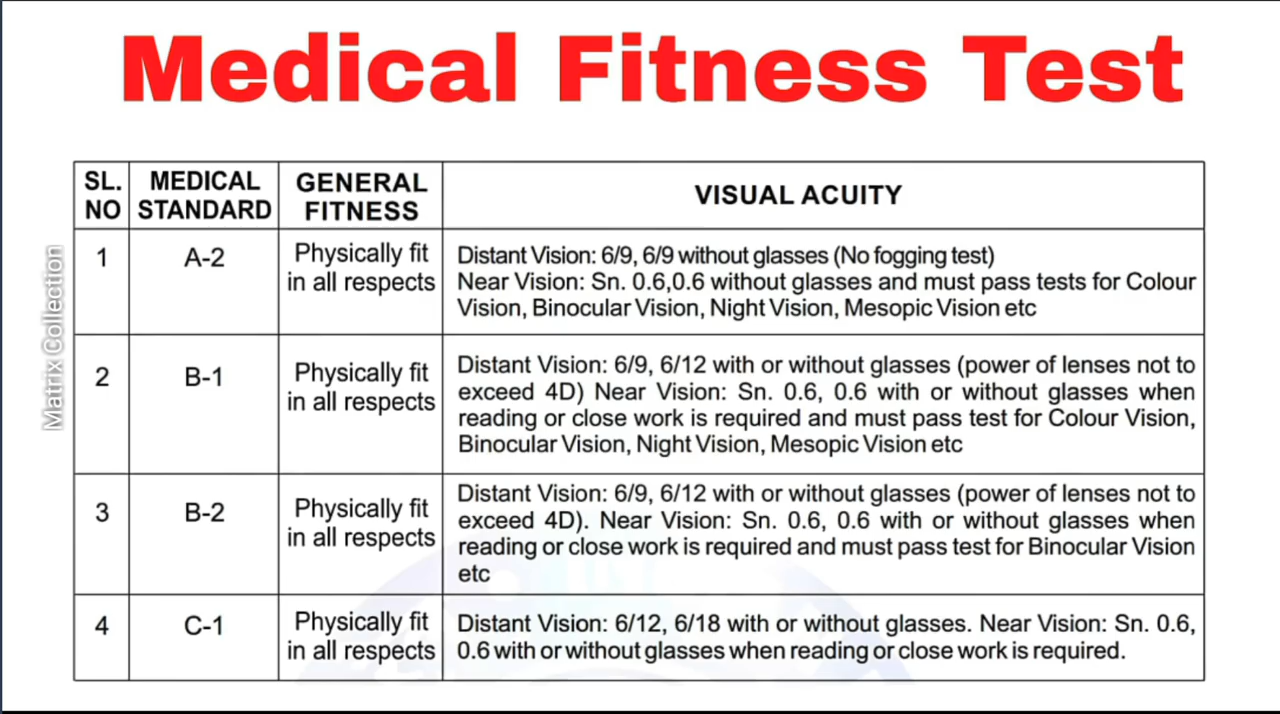 Medical Fitness Test
SL. NO
MEDICAL STANDARD
GENERAL FITNESS
VISUAL ACUITY
1
A-2
Physically fit
in all respects
Distant Vision: 6/9, 6/9 without glasses (No fogging test)
Near Vision: Sn. 0.6,0.6 without glasses and must pass tests for Colour
Vision, Binocular Vision, Night Vision, Mesopic Vision etc
2
B-1
Physically fit
in all respects
Distant Vision: 6/9, 6/12 with or without glasses (power of lenses not to
exceed 4D) Near Vision: Sn. 0.6, 0.6 with or without glasses when
reading or close work is required and must pass test for Colour Vision,
Binocular Vision, Night Vision, Mesopic Vision etc
3
B-2
Physically fit
in all respects
Distant Vision: 6/9, 6/12 with or without glasses (power of lenses not to
exceed 4D). Near Vision: Sn. 0.6, 0.6 with or without glasses when
reading or close work is required and must pass test for Binocular Vision
etc
4
C-1
Physically fit
in all respects
Distant Vision: 6/12, 6/18 with or without glasses. Near Vision: Sn. 0.6,
0.6 with or without glasses when reading or close work is required.
Matrix Collection